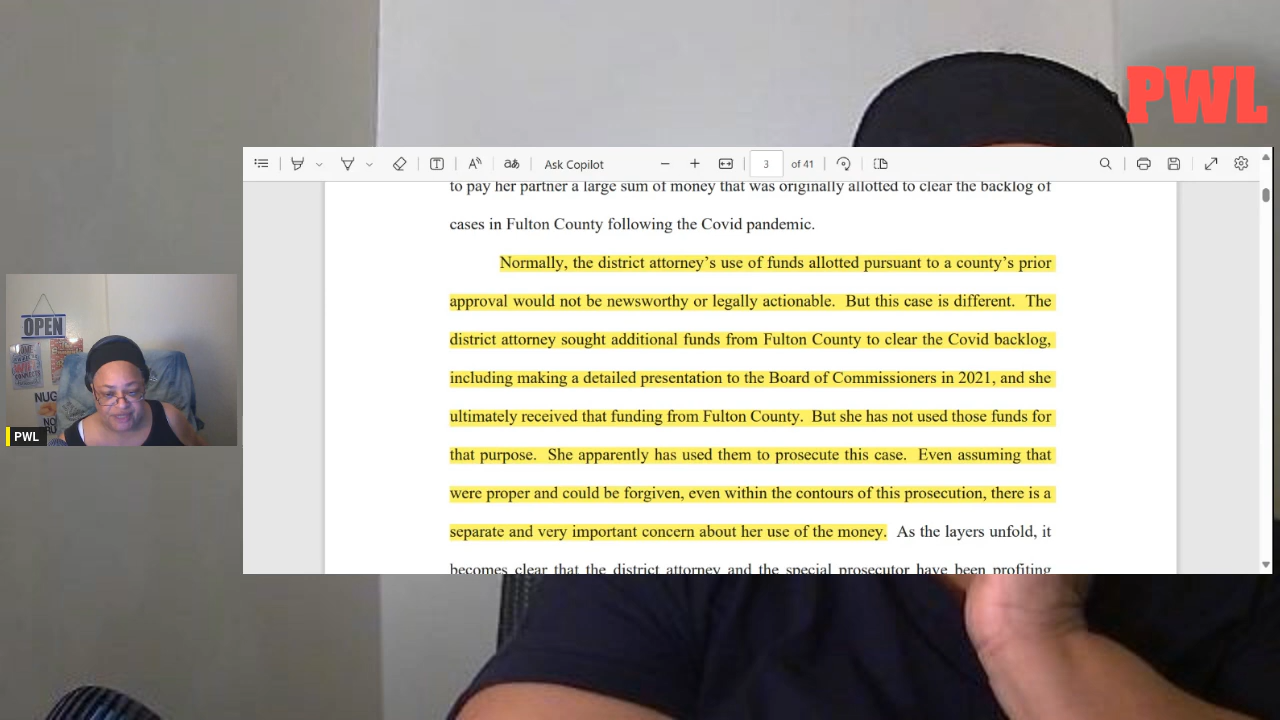 PWL
Ask Copilot
3 of 41
to pay her partner a large sum of money that was originally allotted to clear the backlog of
cases in Fulton County following the Covid pandemic.
Normally, the district attorney’s use of funds allotted pursuant to a county’s prior
approval would not be newsworthy or legally actionable. But this case is different. The
district attorney sought additional funds from Fulton County to clear the Covid backlog,
including making a detailed presentation to the Board of Commissioners in 2021, and she
ultimately received that funding from Fulton County. But she has not used those funds for
that purpose. She apparently has used them to prosecute this case. Even assuming that
were proper and could be forgiven, even within the contours of this prosecution, there is a
separate and very important concern about her use of the money. As the layers unfold, it
becomes clear that the district attorney and the special prosecutor have been profiting
OPEN
NUG
NO
PWL